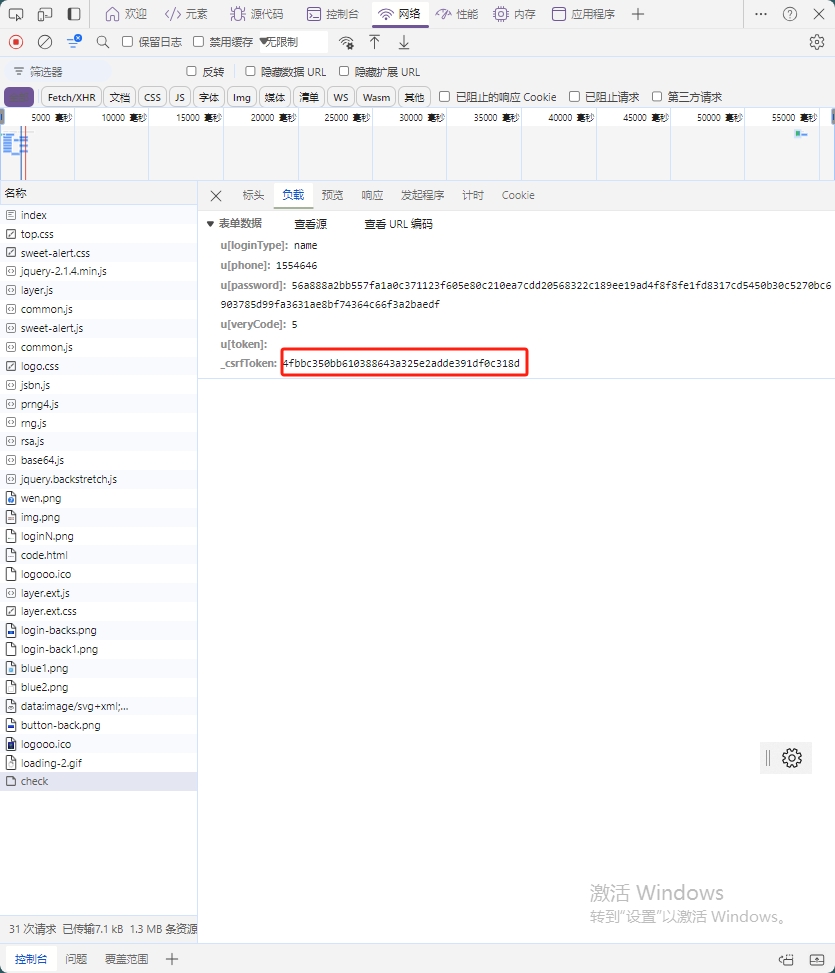 欢迎 元素 源代码 控制台 网络 性能 内存 应用程序
保留日志 禁用缓存 无限制
筛选器 反转 隐藏数据 URL 隐藏扩展 URL
Fetch/XHR 文档 CSS JS 字体 Img 媒体 清单 WS Wasm 其他 已阻止的响应 Cookie 已阻止请求 第三方请求
5000 毫秒 10000 毫秒 15000 毫秒 20000 毫秒 25000 毫秒 30000 毫秒 35000 毫秒 40000 毫秒 45000 毫秒 50000 毫秒 55000 毫秒
名称
index
top.css
sweet-alert.css
jquery-2.1.4.min.js
layer.js
common.js
sweet-alert.js
common.js
logo.css
jsbn.js
prng4.js
rng.js
rsa.js
base64.js
jquery.backstretch.js
wen.png
img.png
loginN.png
code.html
logooo.ico
layer.ext.js
layer.ext.css
login-backs.png
login-back1.png
blue1.png
blue2.png
data:image/svg+xml;...
button-back.png
logooo.ico
loading-2.gif
check
标头 负载 预览 响应 发起程序 计时 Cookie
表单数据 查看源 查看 URL 编码
u[loginType]: name
u[phone]: 1554646
u[password]: 56a888a2bb557fa1a0c371123f605e80c210ea7cdd20568322c189ee19ad4f8f8fe1fd8317cd5450b30c5270bc6
903785d99fa3631ae8bf74364c66f3a2baedf
u[veryCode]: 5
u[token]:
_csrfToken: 4fbbc350bb610388643a325e2adde391df0c318d
激活 Windows
转到“设置”以激活 Windows。
31 次请求 已传输7.1 kB 1.3 MB 条资源
控制台 问题 覆盖范围